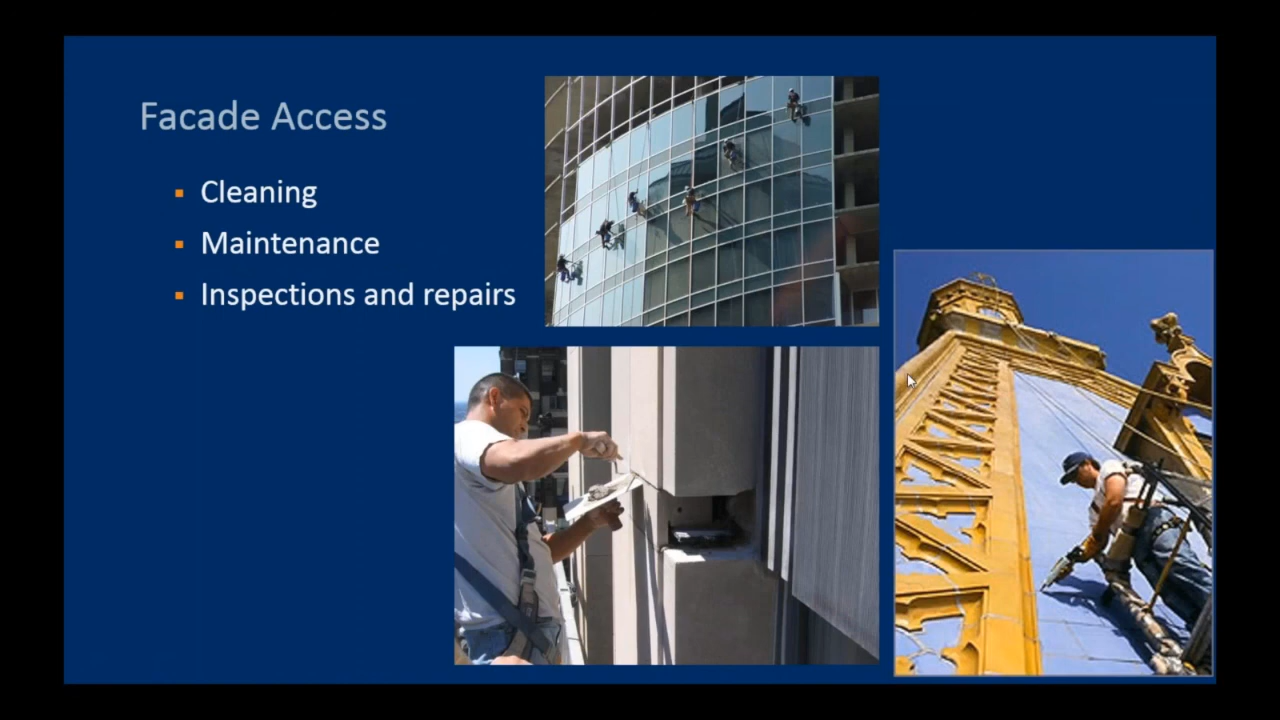 Facade Access
Cleaning
Maintenance
Inspections and repairs